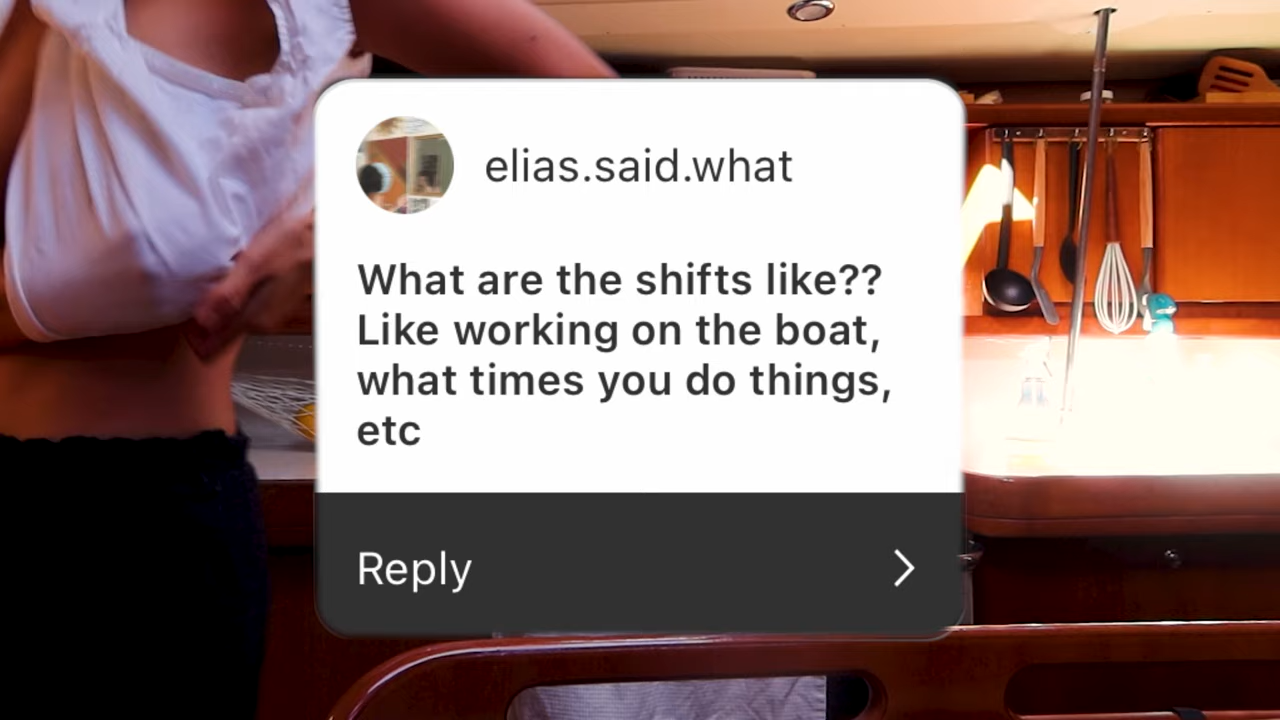 elias.said.what
What are the shifts like??
Like working on the boat,
what times you do things,
etc
Reply